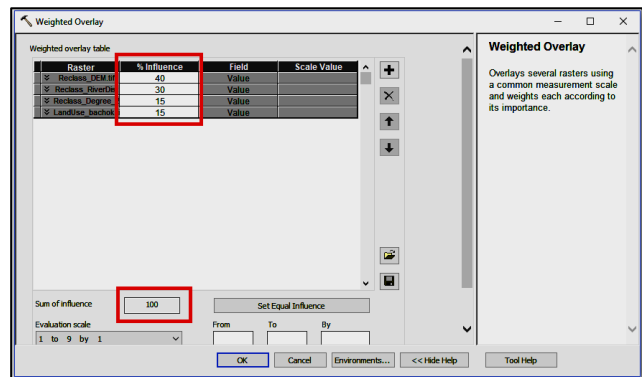 Weighted Overlay
Weighted overlay table
Raster % Influence Field Scale Value
Reclass_DEM.tif 40 Value
Reclass_RiverDis 30 Value
Reclass_Degree_ 15 Value
LandUse_bachok 15 Value
Sum of influence 100 Set Equal Influence
Evaluation scale From To By
1 to 9 by 1
OK Cancel Environments... << Hide Help Tool Help
Weighted Overlay
Overlays several rasters using
a common measurement scale
and weights each according to
its importance.